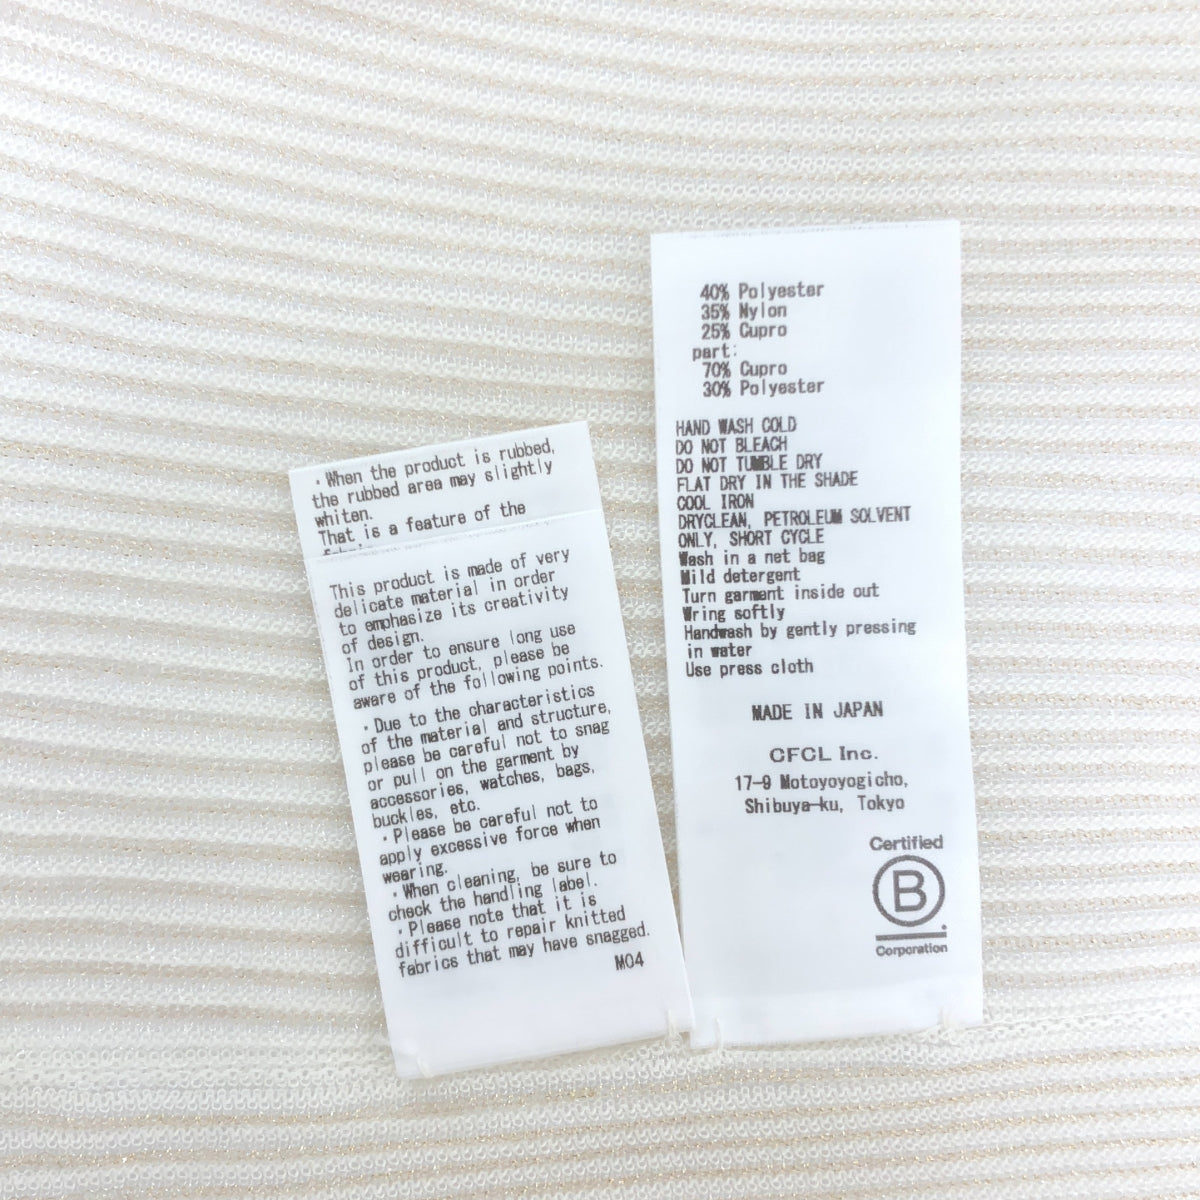 ・When the product is rubbed,
the rubbed area may slightly
whiten.
That is a feature of the
fabric
This product is made of very
delicate material in order
to emphasize its creativity
of design.
In order to ensure long use
of this product, please be
aware of the following points.
・Due to the characteristics
of the material and structure,
please be careful not to snag
or pull on the garment by
accessories, watches, bags,
buckles, etc.
・Please be careful not to
apply excessive force when
wearing.
・When cleaning, be sure to
check the handling label.
・Please note that it is
difficult to repair knitted
fabrics that may have snagged.
M04
40% Polyester
35% Nylon
25% Cupro
part:
70% Cupro
30% Polyester
HAND WASH COLD
DO NOT BLEACH
DO NOT TUMBLE DRY
FLAT DRY IN THE SHADE
COOL IRON
DRYCLEAN, PETROLEUM SOLVENT
ONLY, SHORT CYCLE
Wash in a net bag
Mild detergent
Turn garment inside out
Wring softly
Handwash by gently pressing
in water
Use press cloth
MADE IN JAPAN
CFCL Inc.
17-9 Motoyoyogicho,
Shibuya-ku, Tokyo
Certified
B
Corporation